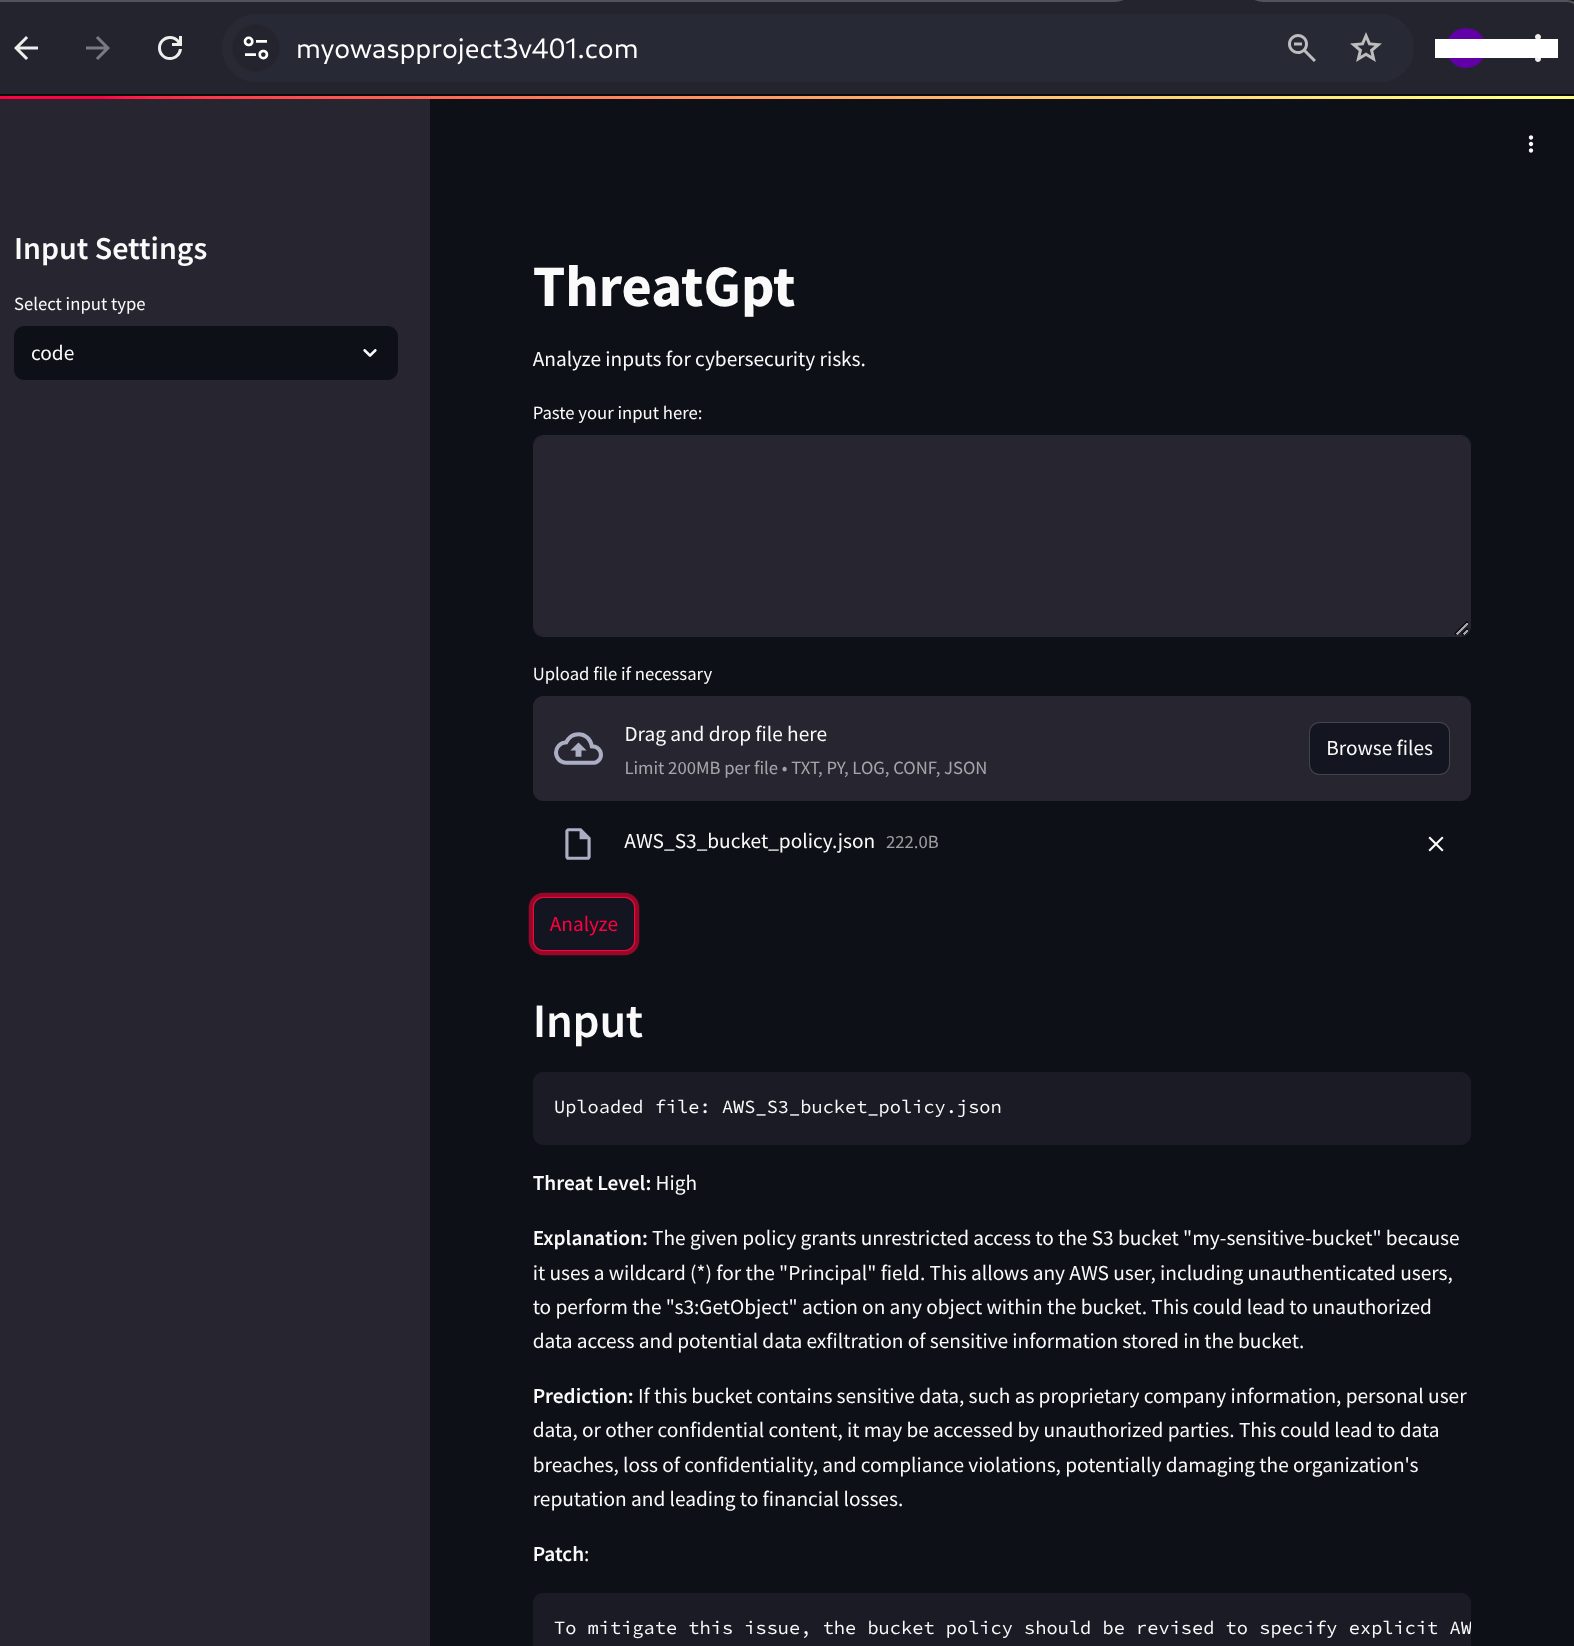 myowaspproject3v401.com
Input Settings
Select input type
code
ThreatGpt
Analyze inputs for cybersecurity risks.
Paste your input here:
Upload file if necessary
Drag and drop file here
Limit 200MB per file • TXT, PY, LOG, CONF, JSON
Browse files
AWS_S3_bucket_policy.json 222.0B
Analyze
Input
Uploaded file: AWS_S3_bucket_policy.json
Threat Level: High
Explanation: The given policy grants unrestricted access to the S3 bucket "my-sensitive-bucket" because
it uses a wildcard (*) for the "Principal" field. This allows any AWS user, including unauthenticated users,
to perform the "s3:GetObject" action on any object within the bucket. This could lead to unauthorized
data access and potential data exfiltration of sensitive information stored in the bucket.
Prediction: If this bucket contains sensitive data, such as proprietary company information, personal user
data, or other confidential content, it may be accessed by unauthorized parties. This could lead to data
breaches, loss of confidentiality, and compliance violations, potentially damaging the organization's
reputation and leading to financial losses.
Patch:
To mitigate this issue, the bucket policy should be revised to specify explicit AW